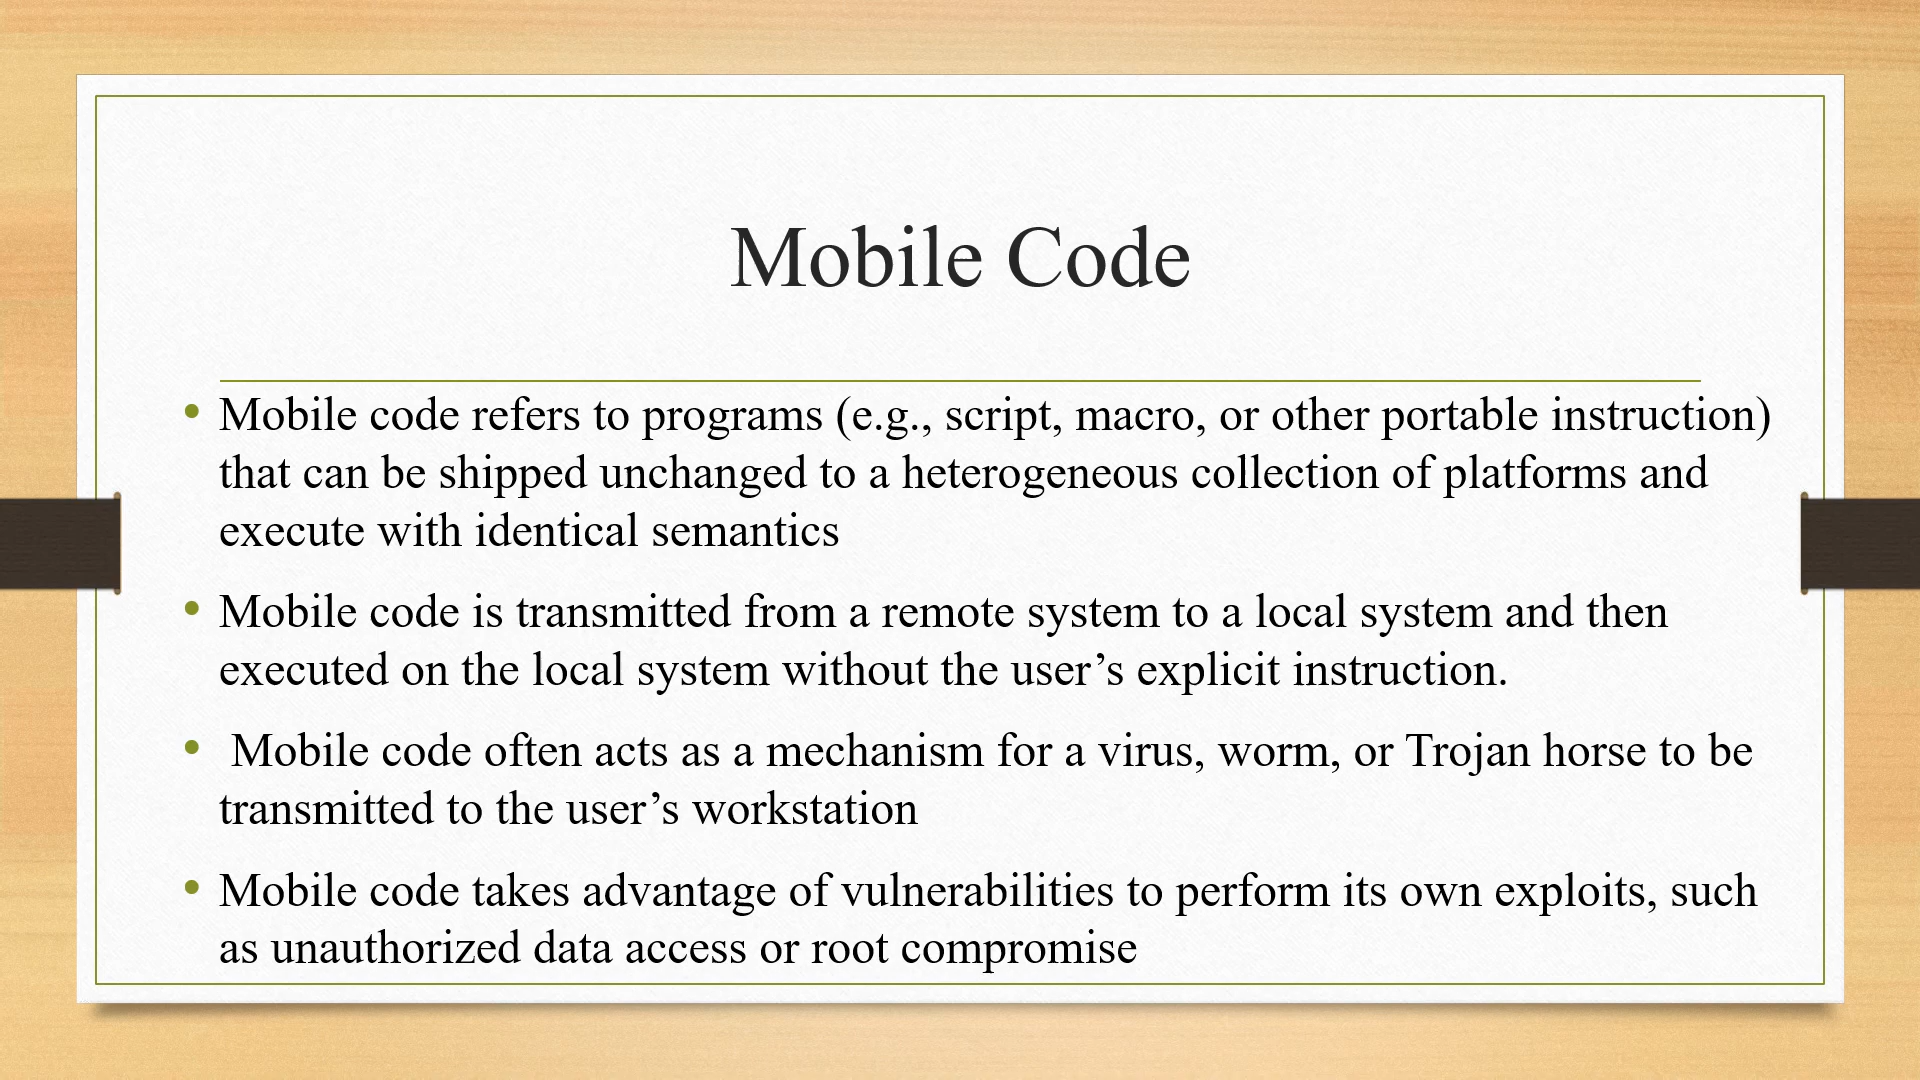 Mobile Code
• Mobile code refers to programs (e.g., script, macro, or other portable instruction)
that can be shipped unchanged to a heterogeneous collection of platforms and
execute with identical semantics
• Mobile code is transmitted from a remote system to a local system and then
executed on the local system without the user’s explicit instruction.
• Mobile code often acts as a mechanism for a virus, worm, or Trojan horse to be
transmitted to the user’s workstation
• Mobile code takes advantage of vulnerabilities to perform its own exploits, such
as unauthorized data access or root compromise